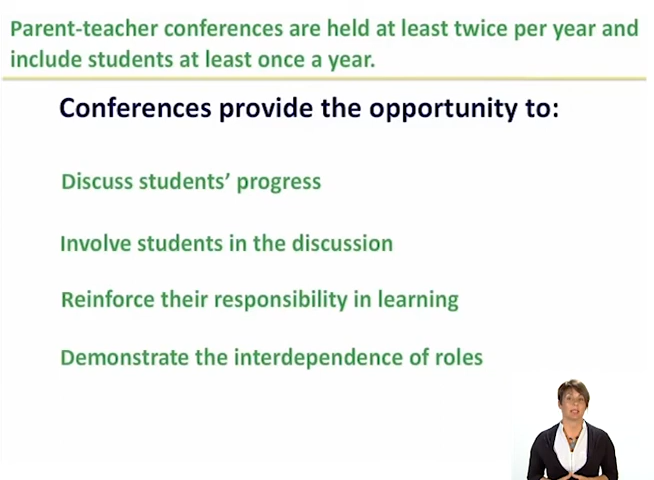 Parent-teacher conferences are held at least twice per year and
include students at least once a year.
Conferences provide the opportunity to:
Discuss students’ progress
Involve students in the discussion
Reinforce their responsibility in learning
Demonstrate the interdependence of roles